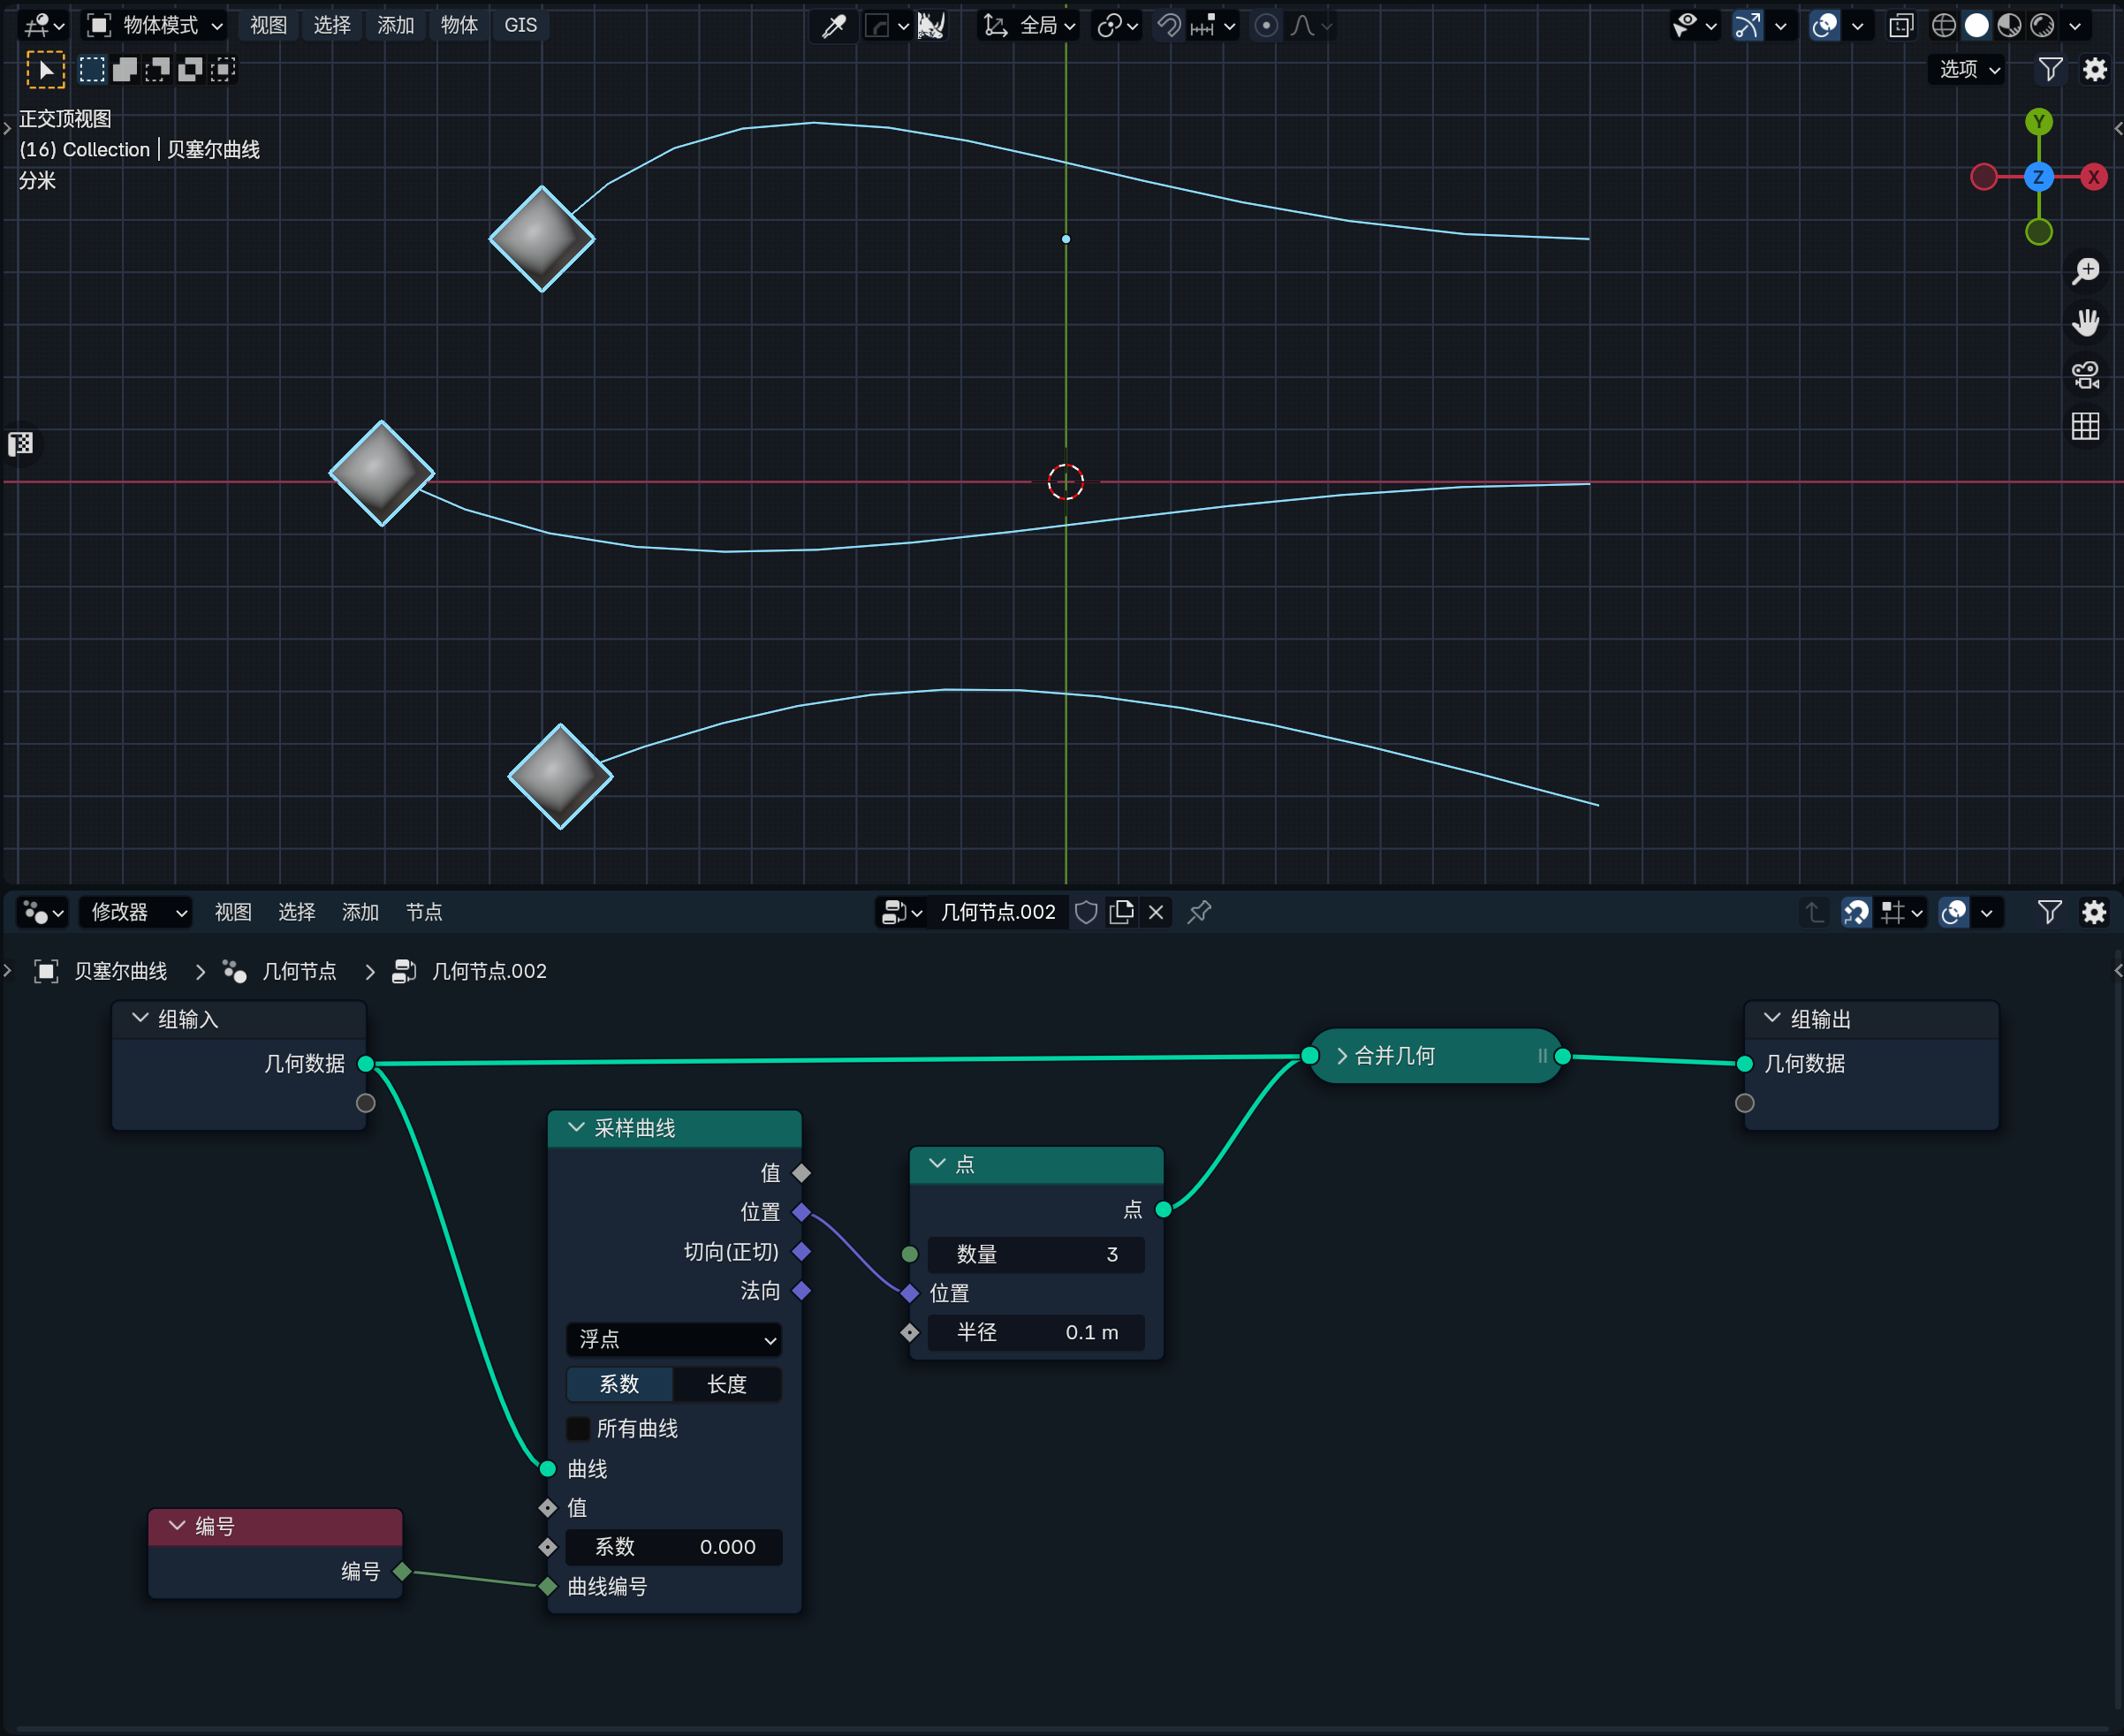 物体模式 视图 选择 添加 物体 GIS 全局
选项
正交顶视图
(16) Collection | 贝塞尔曲线
分米
Y
Z
X
修改器 视图 选择 添加 节点 几何节点.002
贝塞尔曲线 几何节点 几何节点.002
组输入
几何数据
合并几何
组输出
几何数据
采样曲线
值
位置
切向(正切)
法向
浮点
系数 长度
所有曲线
曲线
值
系数 0.000
曲线编号
点
点
数量 3
位置
半径 0.1 m
编号
编号